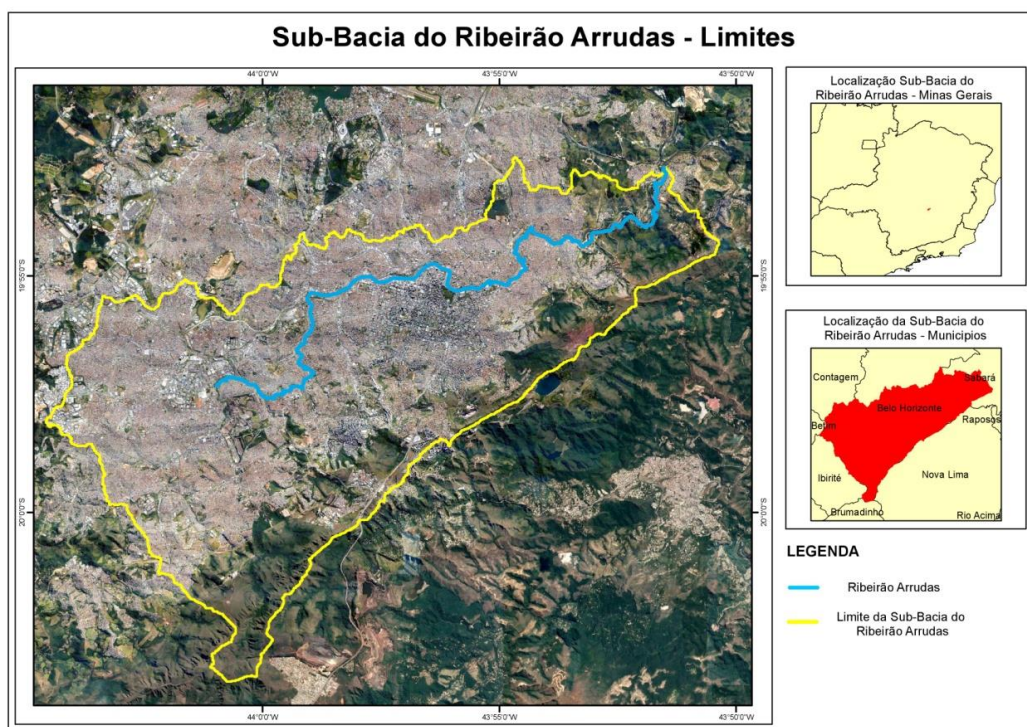 Sub-Bacia do Ribeirão Arrudas - Limites
44°0'0"W
43°55'0"W
43°50'0"W
19°55'0"S
19°55'0"S
20°0'0"S
20°0'0"S
44°0'0"W
43°55'0"W
43°50'0"W
Localização Sub-Bacia do
Ribeirão Arrudas - Minas Gerais
Localização da Sub-Bacia do
Ribeirão Arrudas - Municipios
Contagem
Sabará
Belo Horizonte
Raposos
Betim
Ibirité
Nova Lima
Brumadinho
Rio Acima
LEGENDA
Ribeirão Arrudas
Limite da Sub-Bacia do
Ribeirão Arrudas